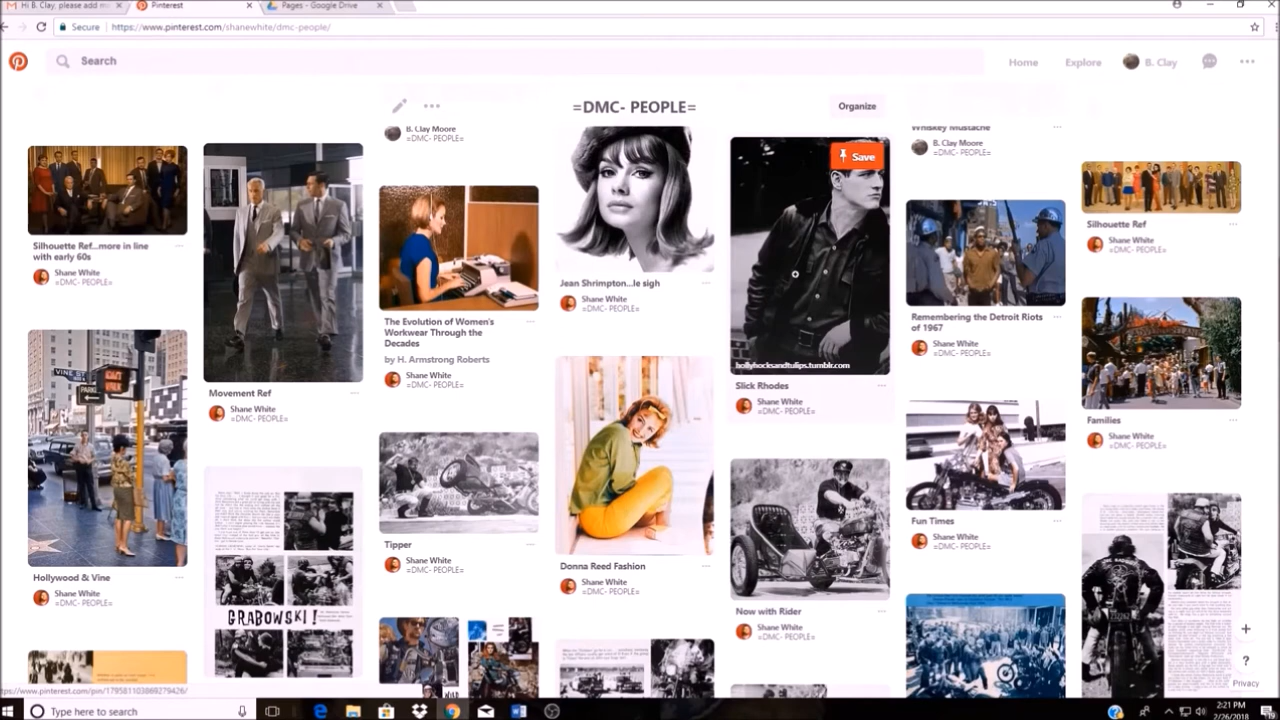 Hi B. Clay, please add m
Pinterest
Pages - Google Drive
Secure
https://www.pinterest.com/shanewhite/dmc-people/
Search
Home
Explore
B. Clay
=DMC- PEOPLE=
Organize
Silhouette Ref...more in line
with early 60s
Shane White
=DMC- PEOPLE=
VINE ST
DON'T
WALK
PARK
Hollywood & Vine
Shane White
=DMC- PEOPLE=
Movement Ref
Shane White
=DMC- PEOPLE=
GRABOWSKI!
B. Clay Moore
=DMC- PEOPLE=
The Evolution of Women's
Workwear Through the
Decades
by H. Armstrong Roberts
Shane White
=DMC- PEOPLE=
Tipper
Shane White
=DMC- PEOPLE=
Jean Shrimpton...le sigh
Shane White
=DMC- PEOPLE=
Donna Reed Fashion
Shane White
=DMC- PEOPLE=
Save
hollyhocksandtulips.tumblr.com
Slick Rhodes
Shane White
=DMC- PEOPLE=
Now with Rider
Shane White
=DMC- PEOPLE=
Whiskey Mustache
B. Clay Moore
=DMC- PEOPLE=
Remembering the Detroit Riots
of 1967
Shane White
=DMC- PEOPLE=
Fun Times
Shane White
=DMC- PEOPLE=
Silhouette Ref
Shane White
=DMC- PEOPLE=
Families
Shane White
=DMC- PEOPLE=
+
?
Privacy
ps://www.pinterest.com/pin/179581103869279426/
Type here to search
2:21 PM
2/26/2018